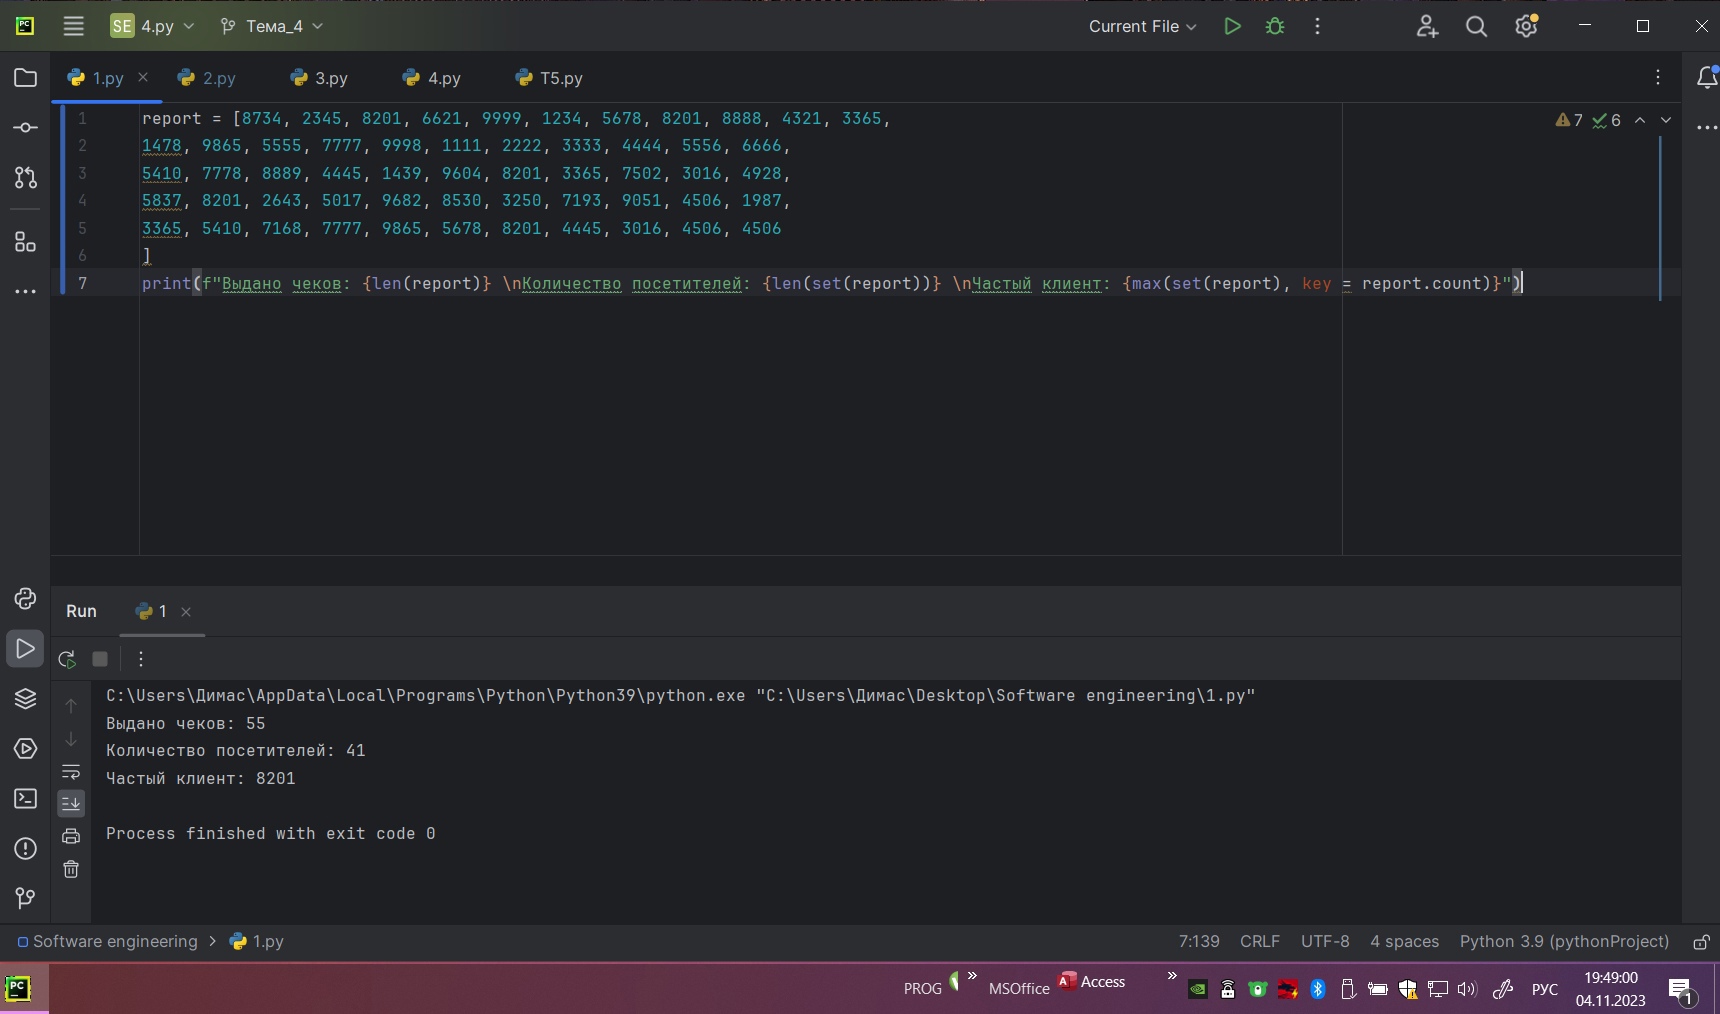 PC SE 4.py Тема_4 Current File
1.py 2.py 3.py 4.py T5.py
1 report = [8734, 2345, 8201, 6621, 9999, 1234, 5678, 8201, 8888, 4321, 3365, 7 6
2 1478, 9865, 5555, 7777, 9998, 1111, 2222, 3333, 4444, 5556, 6666,
3 5410, 7778, 8889, 4445, 1439, 9604, 8201, 3365, 7502, 3016, 4928,
4 5837, 8201, 2643, 5017, 9682, 8530, 3250, 7193, 9051, 4506, 1987,
5 3365, 5410, 7168, 7777, 9865, 5678, 8201, 4445, 3016, 4506, 4506
6 ]
7 print(f"Выдано чеков: {len(report)} \nКоличество посетителей: {len(set(report))} \nЧастый клиент: {max(set(report), key = report.count)}")
Run 1
C:\Users\Димас\AppData\Local\Programs\Python\Python39\python.exe "C:\Users\Димас\Desktop\Software engineering\1.py"
Выдано чеков: 55
Количество посетителей: 41
Частый клиент: 8201
Process finished with exit code 0
Software engineering > 1.py 7:139 CRLF UTF-8 4 spaces Python 3.9 (pythonProject)
PC PROG » MSOffice A Access » РУС 19:49:00 1
04.11.2023